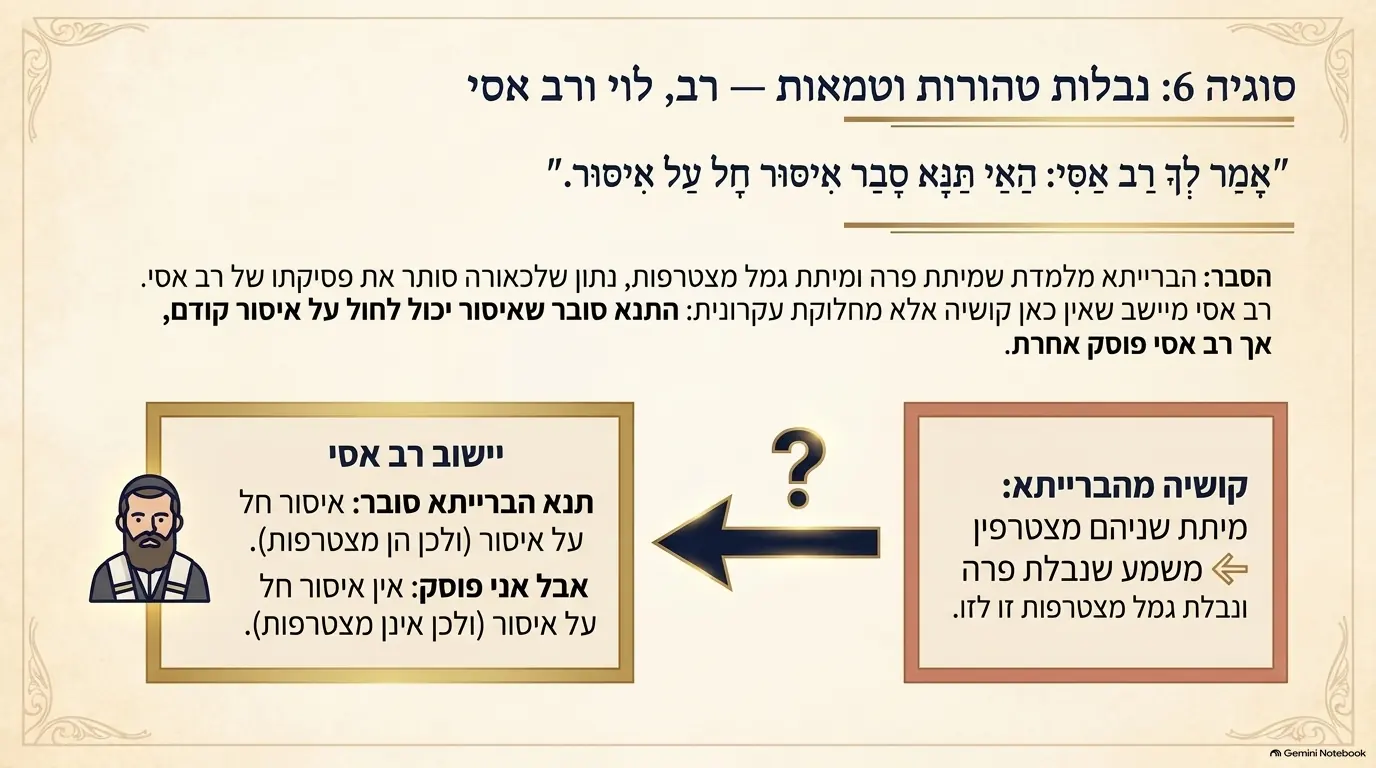 סוגיה 6: נבלות טהורות וטמאות — רב, לוי ורב אסי
"אָמַר לְךָ רַב אַסִּי: הַאי תַּנָּא סָבַר אִיסּוּר חָל עַל אִיסּוּר."
הסבר: הברייתא מלמדת שמיתת פרה ומיתת גמל מצטרפות, נתון שלכאורה סותר את פסיקתו של רב אסי.
רב אסי מיישב שאין כאן קושיה אלא מחלוקת עקרונית: התנא סובר שאיסור יכול לחול על איסור קודם,
אך רב אסי פוסק אחרת.
קושיה מהברייתא:
מיתת שניהם מצטרפין
משמע שנבלת פרה
ונבלת גמל מצטרפות זו לזו.
?
יישוב רב אסי
תנא הברייתא סובר: איסור חל
על איסור (ולכן הן מצטרפות).
אבל אני פוסק: אין איסור חל
על איסור (ולכן אינן מצטרפות).
Gemini Notebook